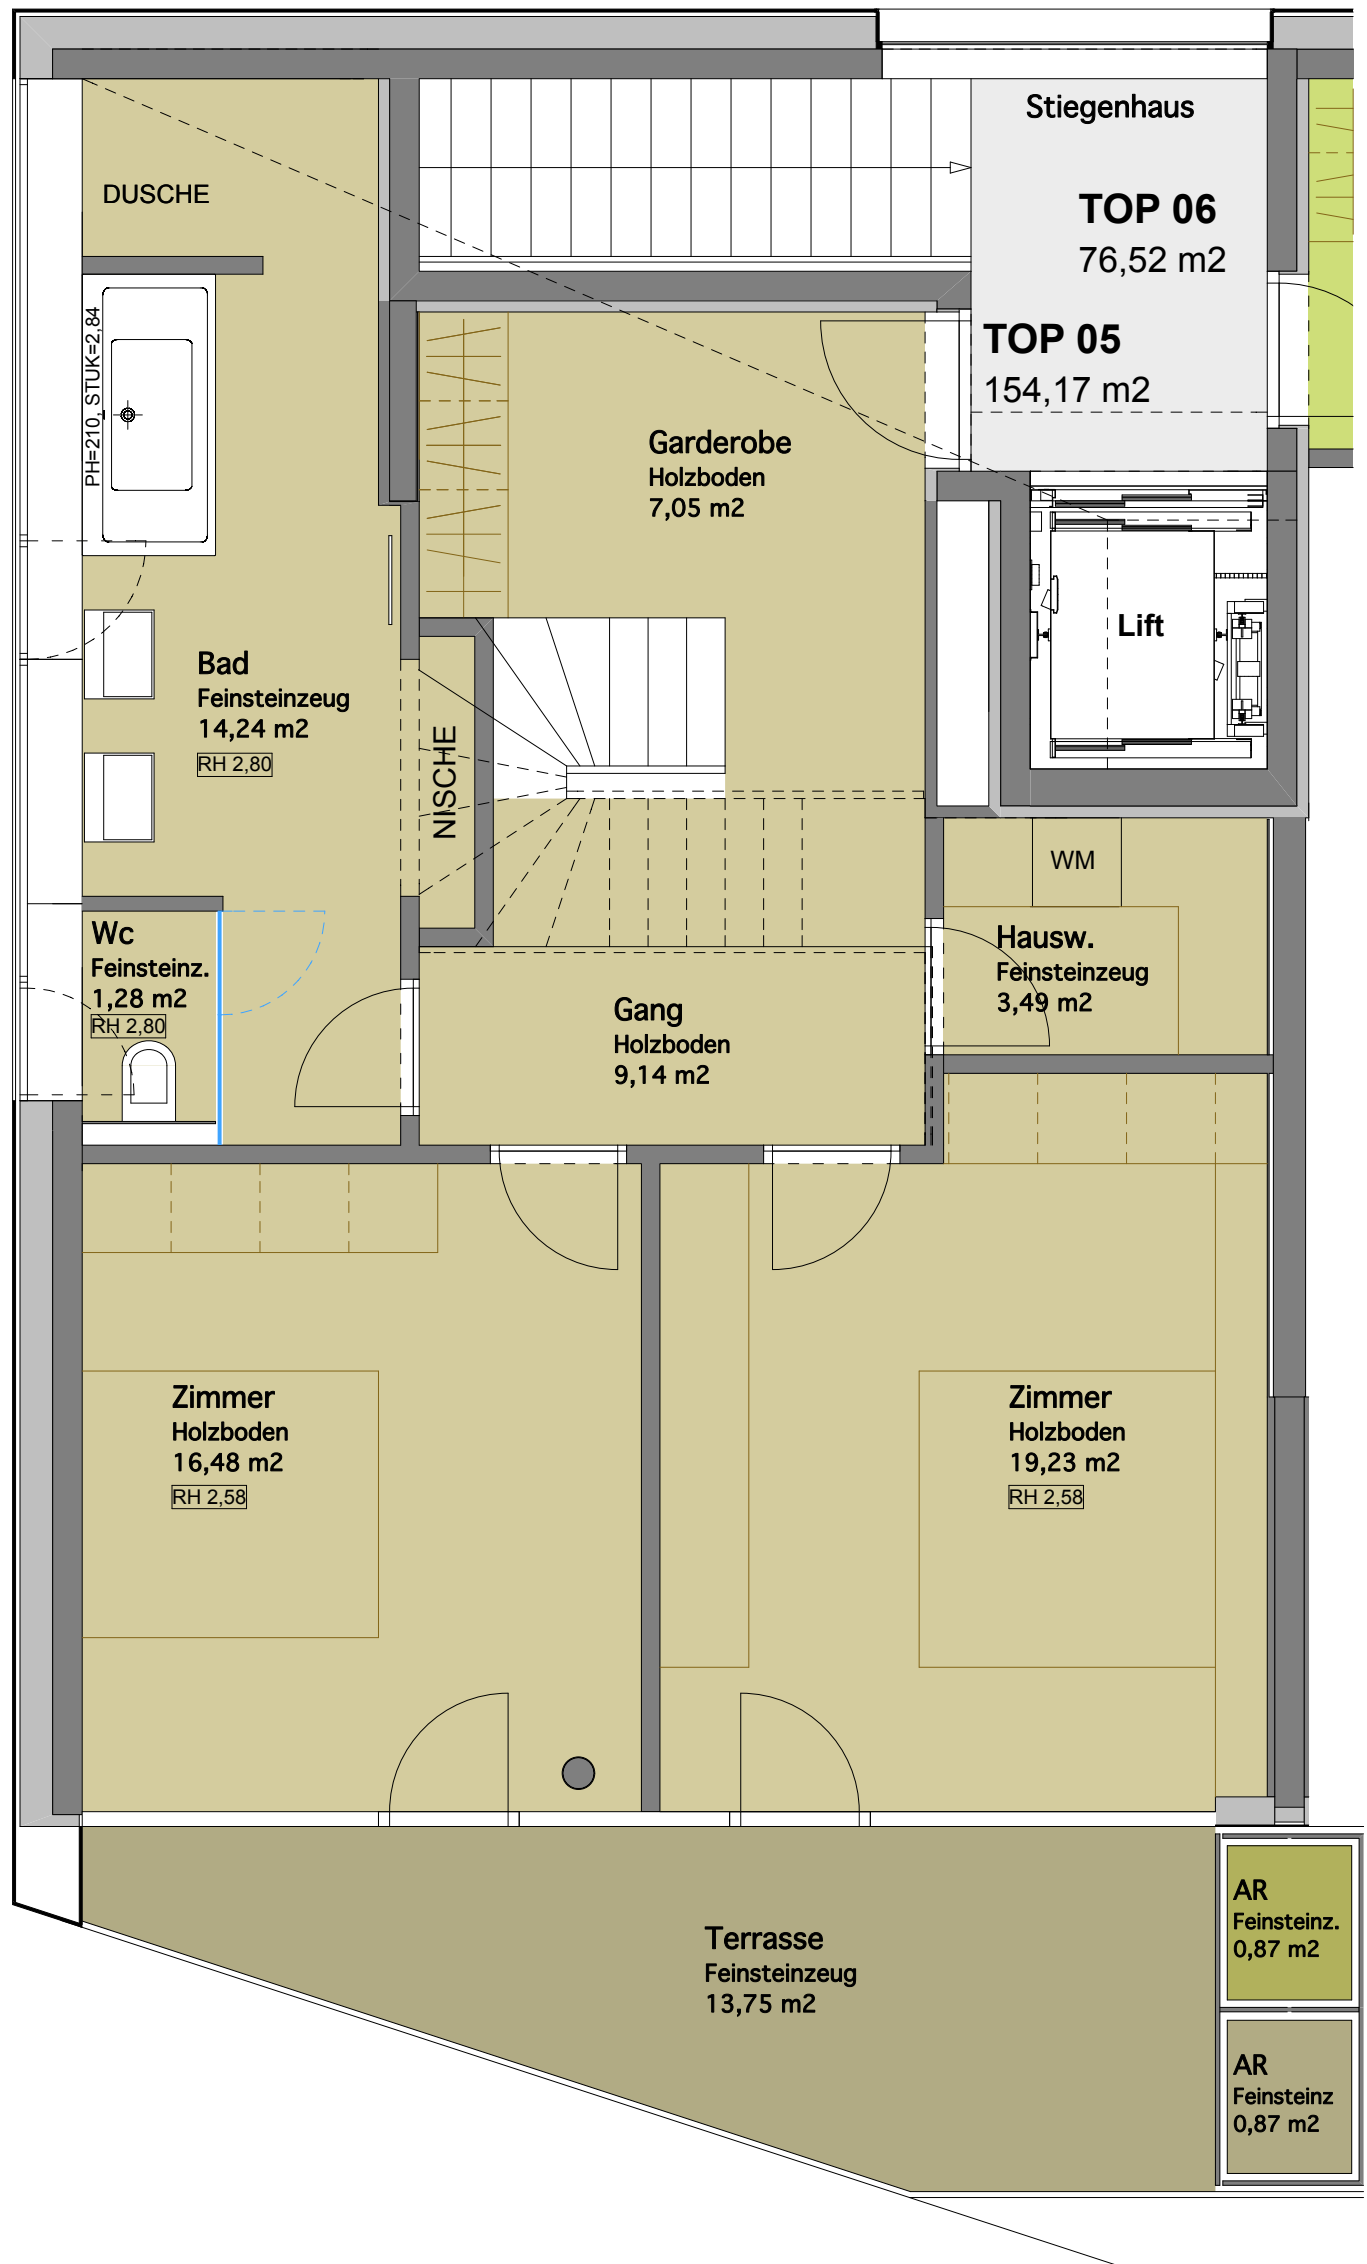 Stiegenhaus
TOP 06
76,52 m2
TOP 05
154,17 m2
DUSCHE
PH=210, STUK=2,84
Garderobe
Holzboden
7,05 m2
Lift
Bad
Feinsteinzeug
14,24 m2
RH 2,80
NISCHE
WM
Wc
Feinsteinz.
1,28 m2
RH 2,80
Hausw.
Feinsteinzeug
3,49 m2
Gang
Holzboden
9,14 m2
Zimmer
Holzboden
16,48 m2
RH 2,58
Zimmer
Holzboden
19,23 m2
RH 2,58
Terrasse
Feinsteinzeug
13,75 m2
AR
Feinsteinz.
0,87 m2
AR
Feinsteinz
0,87 m2